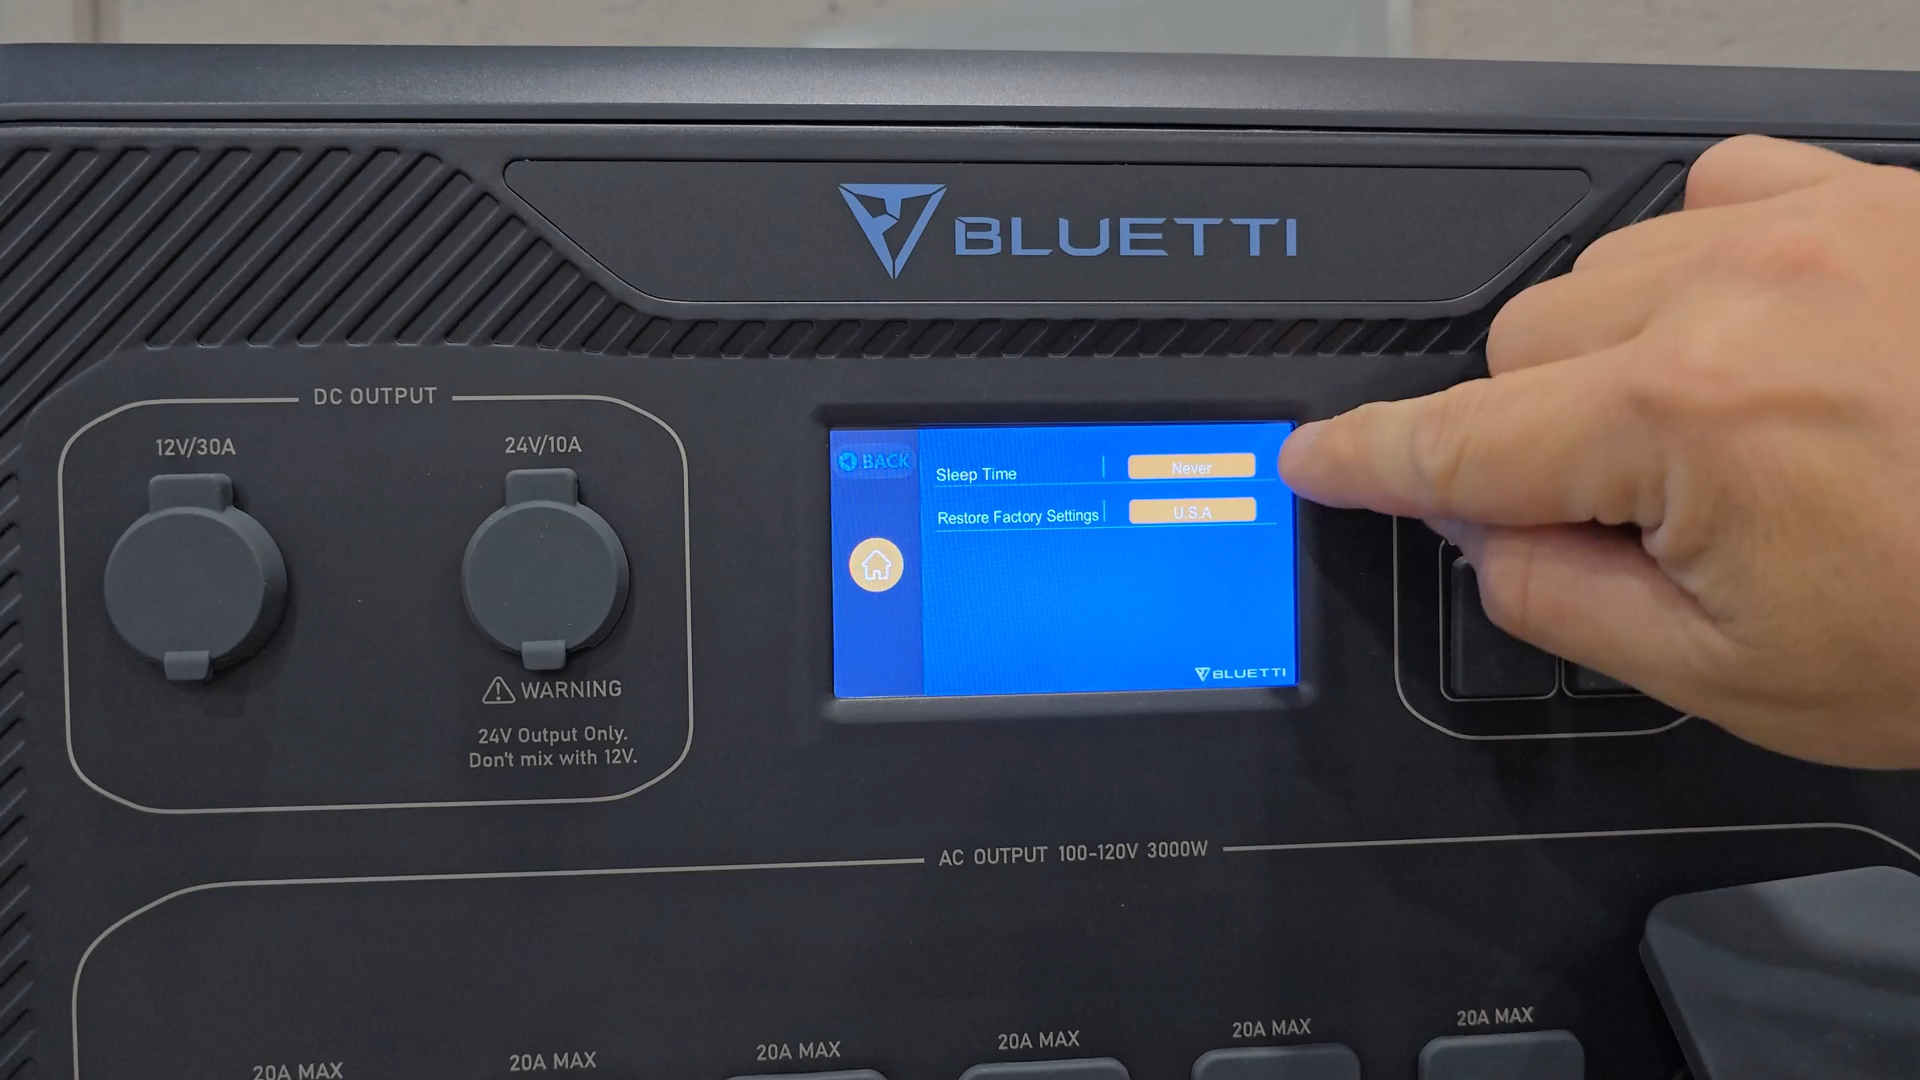 BLUETTI
DC OUTPUT
12V/30A
24V/10A
WARNING
24V Output Only.
Don't mix with 12V.
BACK
Sleep Time
Never
Restore Factory Settings
U.S.A
BLUETTI
AC OUTPUT 100-120V 3000W
20A MAX
20A MAX
20A MAX
20A MAX
20A MAX
20A MAX